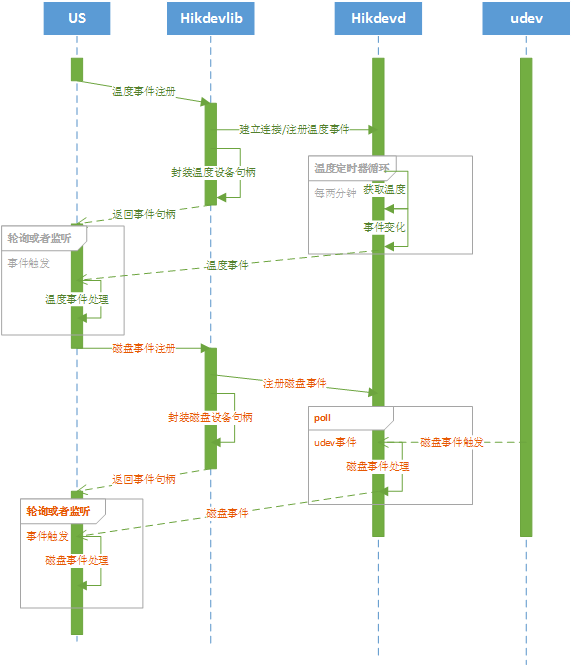 US
Hikdevlib
Hikdevd
udev
温度事件注册
建立连接/注册温度事件
封装温度设备句柄
温度定时器循环
获取温度
每两分钟
返回事件句柄
事件变化
轮询或者监听
事件触发
温度事件
温度事件处理
磁盘事件注册
注册磁盘事件
封装磁盘设备句柄
poll
udev事件
磁盘事件触发
磁盘事件处理
返回事件句柄
轮询或者监听
磁盘事件
事件触发
磁盘事件处理